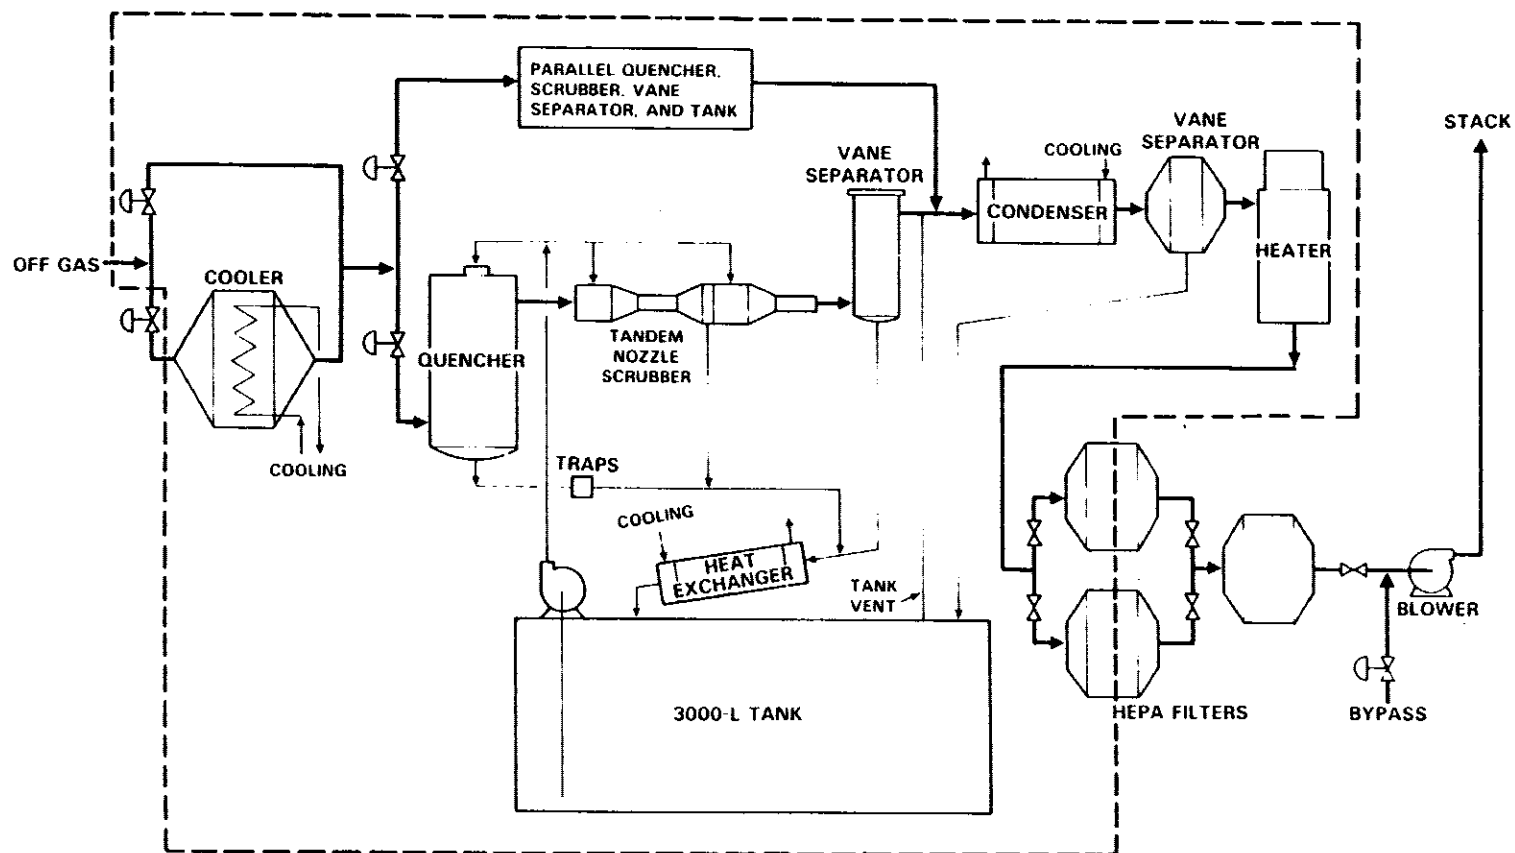 PARALLEL QUENCHER,
SCRUBBER, VANE
SEPARATOR, AND TANK
VANE
SEPARATOR
STACK
VANE
SEPARATOR
COOLING
CONDENSER
HEATER
OFF GAS
COOLER
QUENCHER
TANDEM
NOZZLE
SCRUBBER
COOLING
TRAPS
COOLING
HEAT
EXCHANGER
TANK
VENT
BLOWER
3000-L TANK
HEPA FILTERS
BYPASS